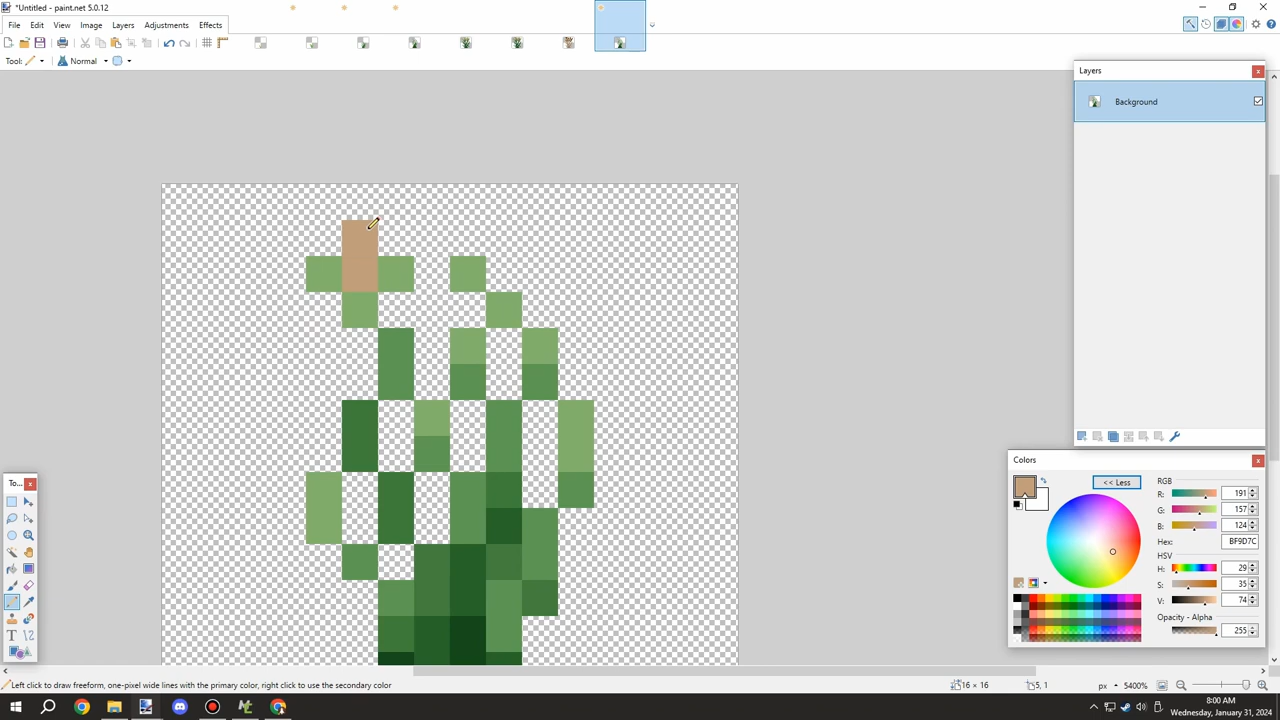 *Untitled - paint.net 5.0.12
File Edit View Image Layers Adjustments Effects
Tool: Normal
Layers
Background
To...
Colors
<< Less
RGB
R: 191
G: 157
B: 124
Hex: BF9D7C
HSV
H: 29
S: 35
V: 74
Opacity - Alpha
255
Left click to draw freeform, one-pixel wide lines with the primary color, right click to use the secondary color
16 × 16
5, 1
px
5400%
8:00 AM
Wednesday, January 31, 2024